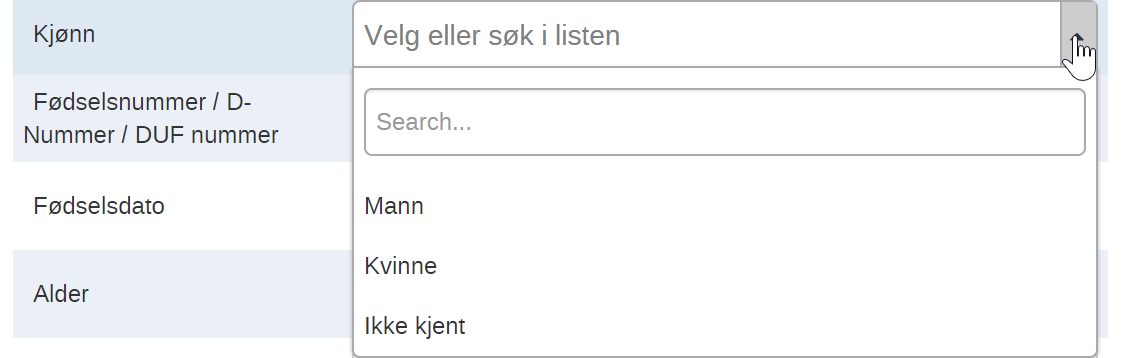 Kjønn
Velg eller søk i listen
Fødselsnummer / D-
Nummer / DUF nummer
Search...
Fødselsdato
Mann
Kvinne
Alder
Ikke kjent